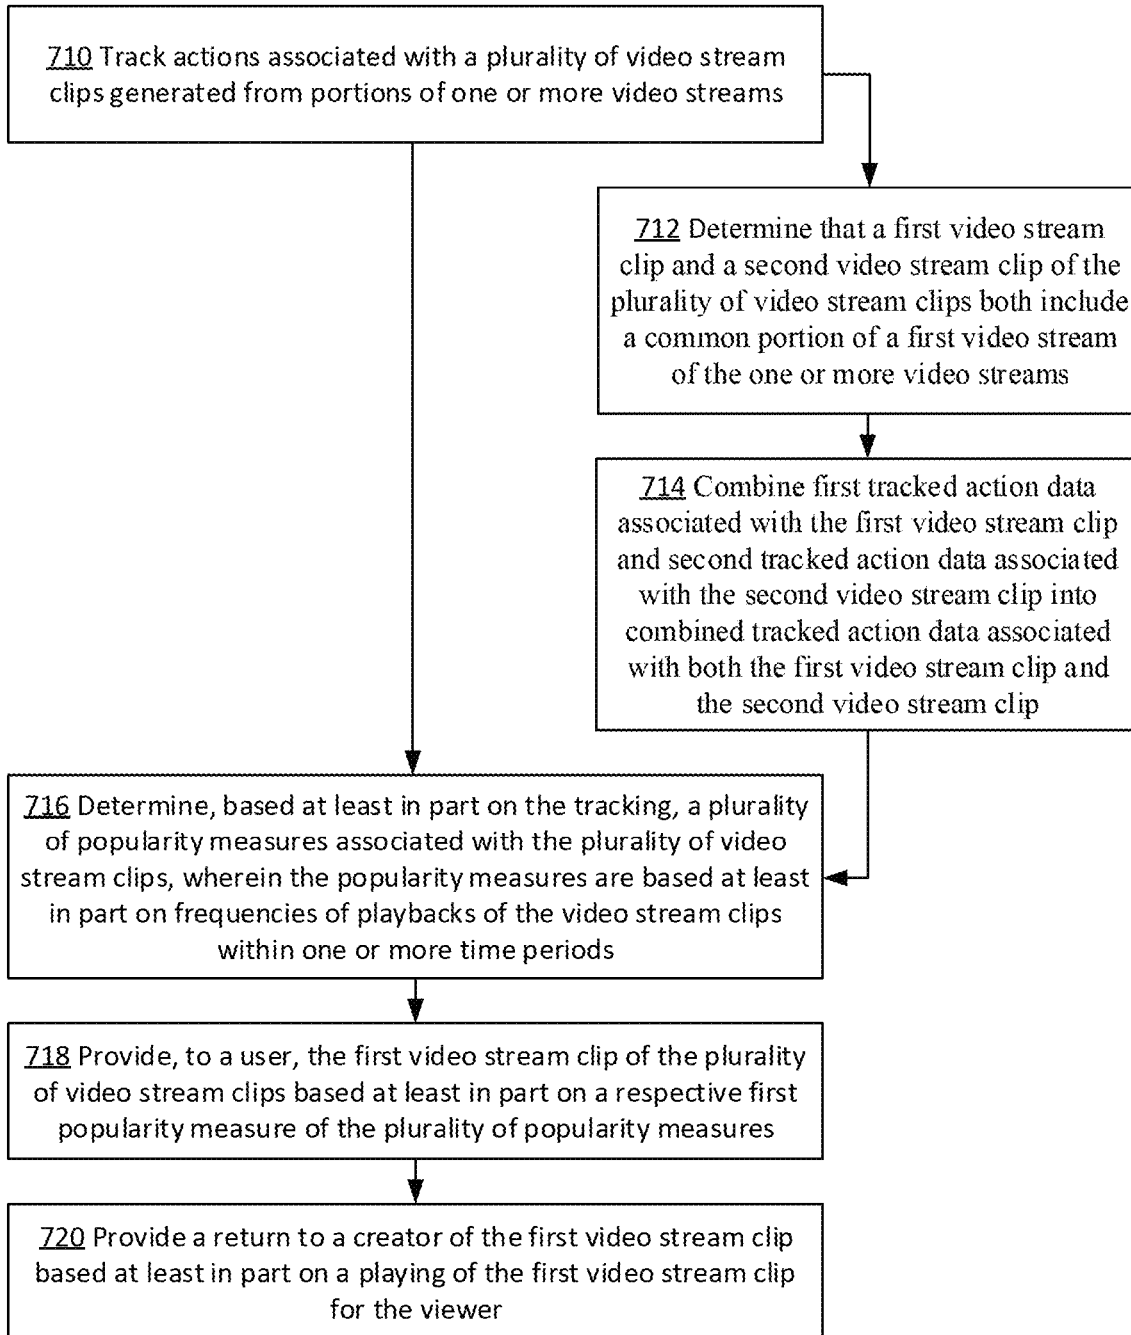 710 Track actions associated with a plurality of video stream
clips generated from portions of one or more video streams
712 Determine that a first video stream
clip and a second video stream clip of the
plurality of video stream clips both include
a common portion of a first video stream
of the one or more video streams
714 Combine first tracked action data
associated with the first video stream clip
and second tracked action data associated
with the second video stream clip into
combined tracked action data associated
with both the first video stream clip and
the second video stream clip
716 Determine, based at least in part on the tracking, a plurality
of popularity measures associated with the plurality of video
stream clips, wherein the popularity measures are based at least
in part on frequencies of playbacks of the video stream clips
within one or more time periods
718 Provide, to a user, the first video stream clip of the plurality
of video stream clips based at least in part on a respective first
popularity measure of the plurality of popularity measures
720 Provide a return to a creator of the first video stream clip
based at least in part on a playing of the first video stream clip
for the viewer